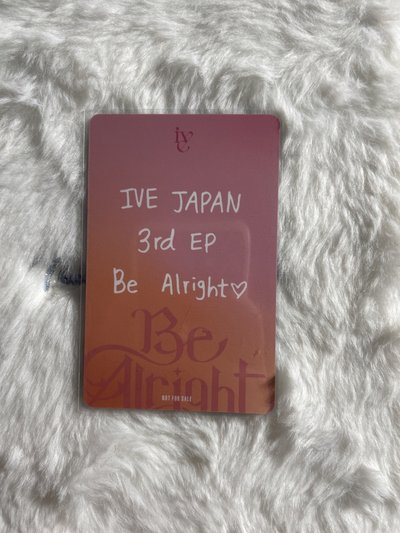 ive
IVE JAPAN
3rd EP
Be Alright♡
Be
Alright
NOT FOR SALE